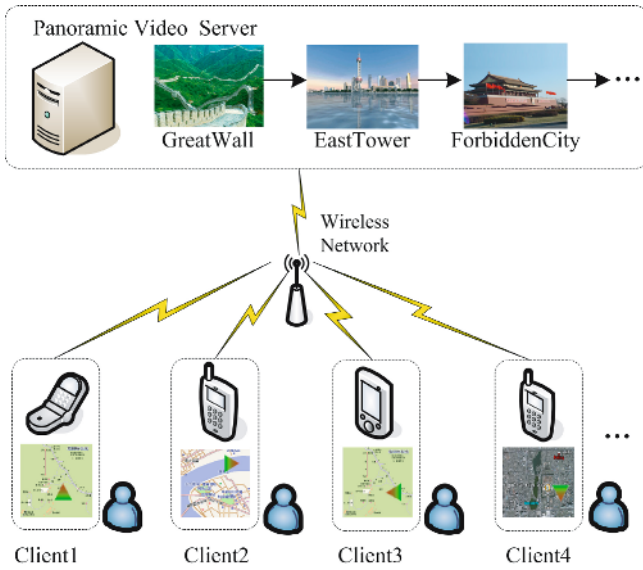 Panoramic Video Server
GreatWall
EastTower
ForbiddenCity
...
Wireless
Network
...
Client1
Client2
Client3
Client4